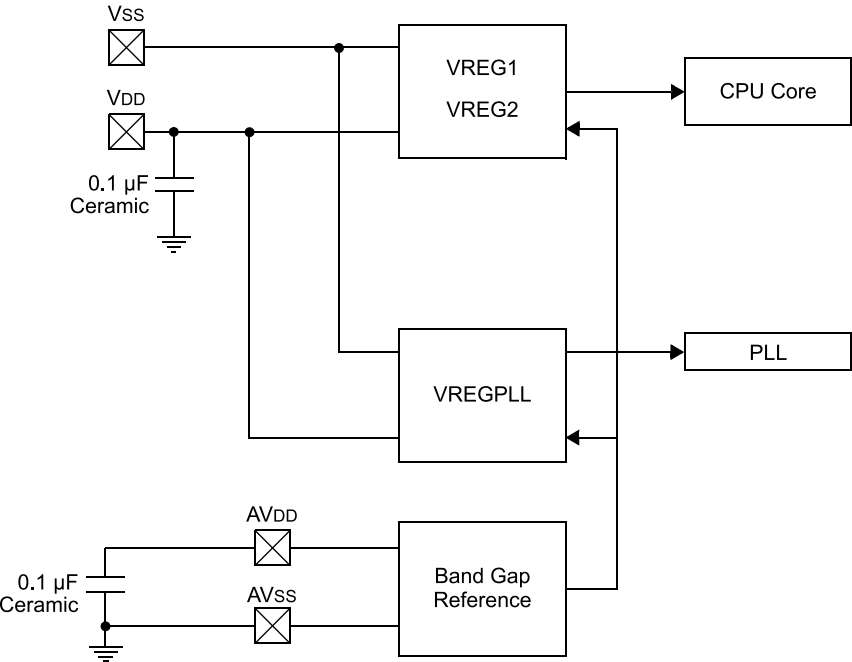 VSS
VREG1
VREG2
CPU Core
VDD
0.1 µF
Ceramic
PLL
VREGPLL
AVDD
Band Gap
Reference
0.1 µF
Ceramic
AVSS